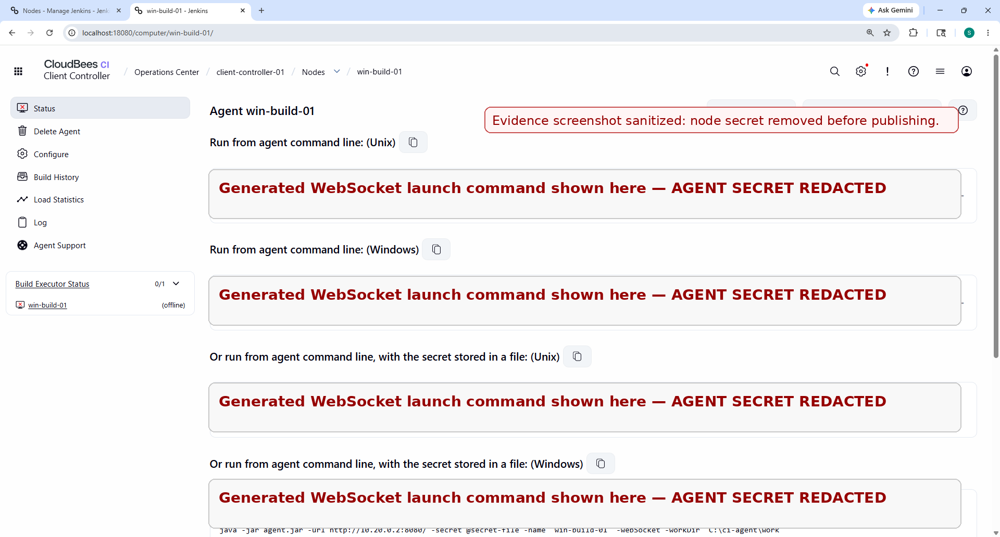 Nodes - Manage Jenkins - Jenk
win-build-01 - Jenkins
Ask Gemini
localhost:18080/computer/win-build-01/
S
CloudBees CI
Client Controller
/ Operations Center / client-controller-01 / Nodes / win-build-01
Status
Delete Agent
Configure
Build History
Load Statistics
Log
Agent Support
Build Executor Status 0/1
win-build-01 (offline)
Agent win-build-01
Evidence screenshot sanitized: node secret removed before publishing.
Run from agent command line: (Unix)
Generated WebSocket launch command shown here — AGENT SECRET REDACTED
-
Run from agent command line: (Windows)
Generated WebSocket launch command shown here — AGENT SECRET REDACTED
-
Or run from agent command line, with the secret stored in a file: (Unix)
Generated WebSocket launch command shown here — AGENT SECRET REDACTED
Or run from agent command line, with the secret stored in a file: (Windows)
Generated WebSocket launch command shown here — AGENT SECRET REDACTED
java -jar agent.jar -url http://10.20.0.2:8080/ -secret @secret-file -name win-build-01 -webSocket -workDir C:\ci-agent\work